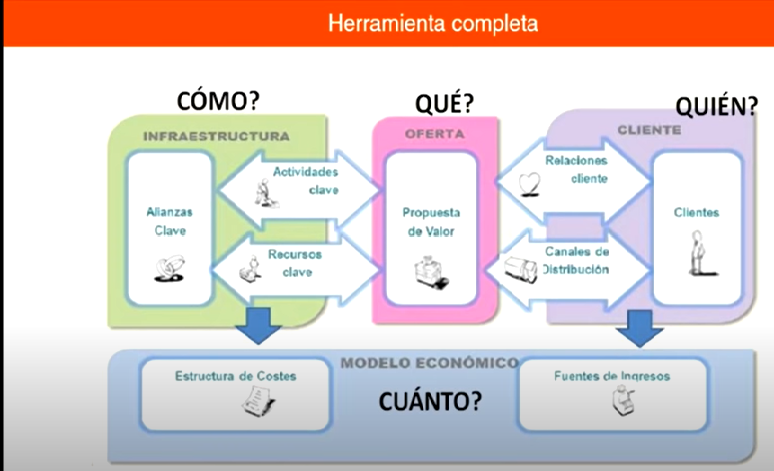 Herramienta completa
CÓMO?
QUÉ?
QUIÉN?
INFRAESTRUCTURA
OFERTA
CLIENTE
Alianzas
Clave
Actividades
clave
Recursos
clave
Propuesta
de Valor
Relaciones
cliente
Canales de
Distribución
Clientes
MODELO ECONÓMICO
Estructura de Costes
CUÁNTO?
Fuentes de Ingresos